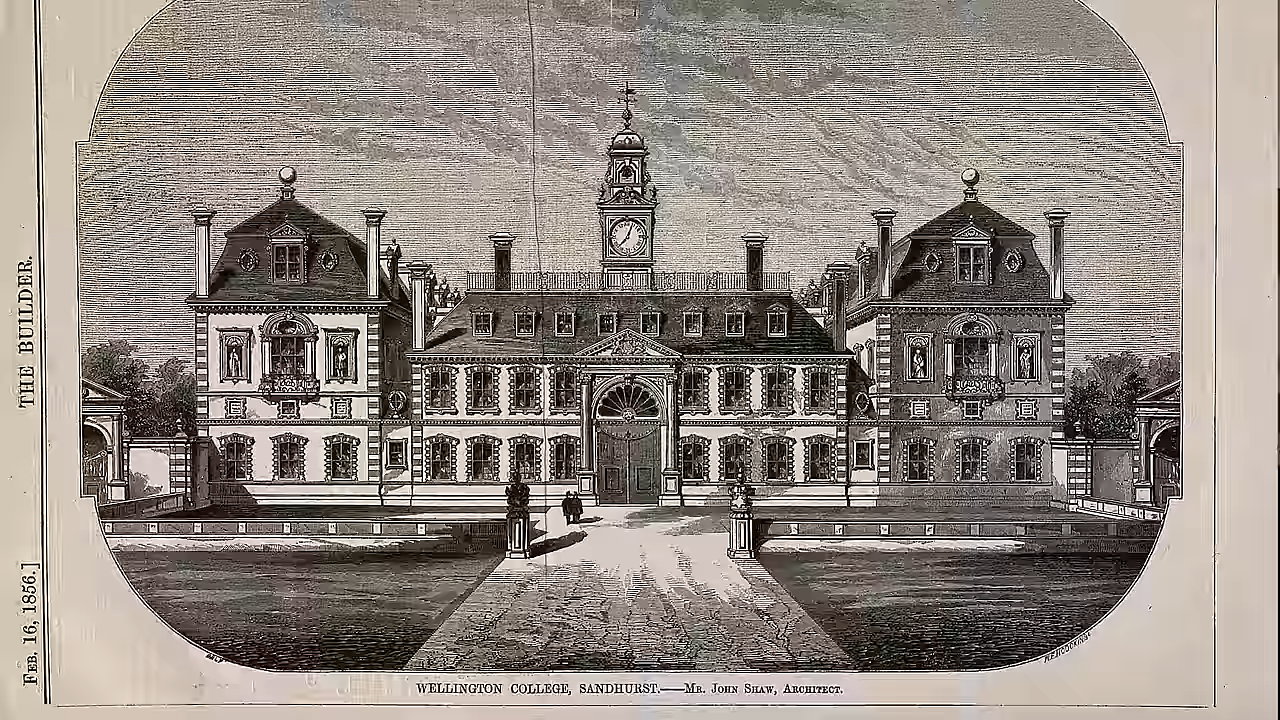 THE BUILDER.
FEB. 16, 1856.]
WELLINGTON COLLEGE, SANDHURST.——MR. JOHN SHAW, ARCHITECT.